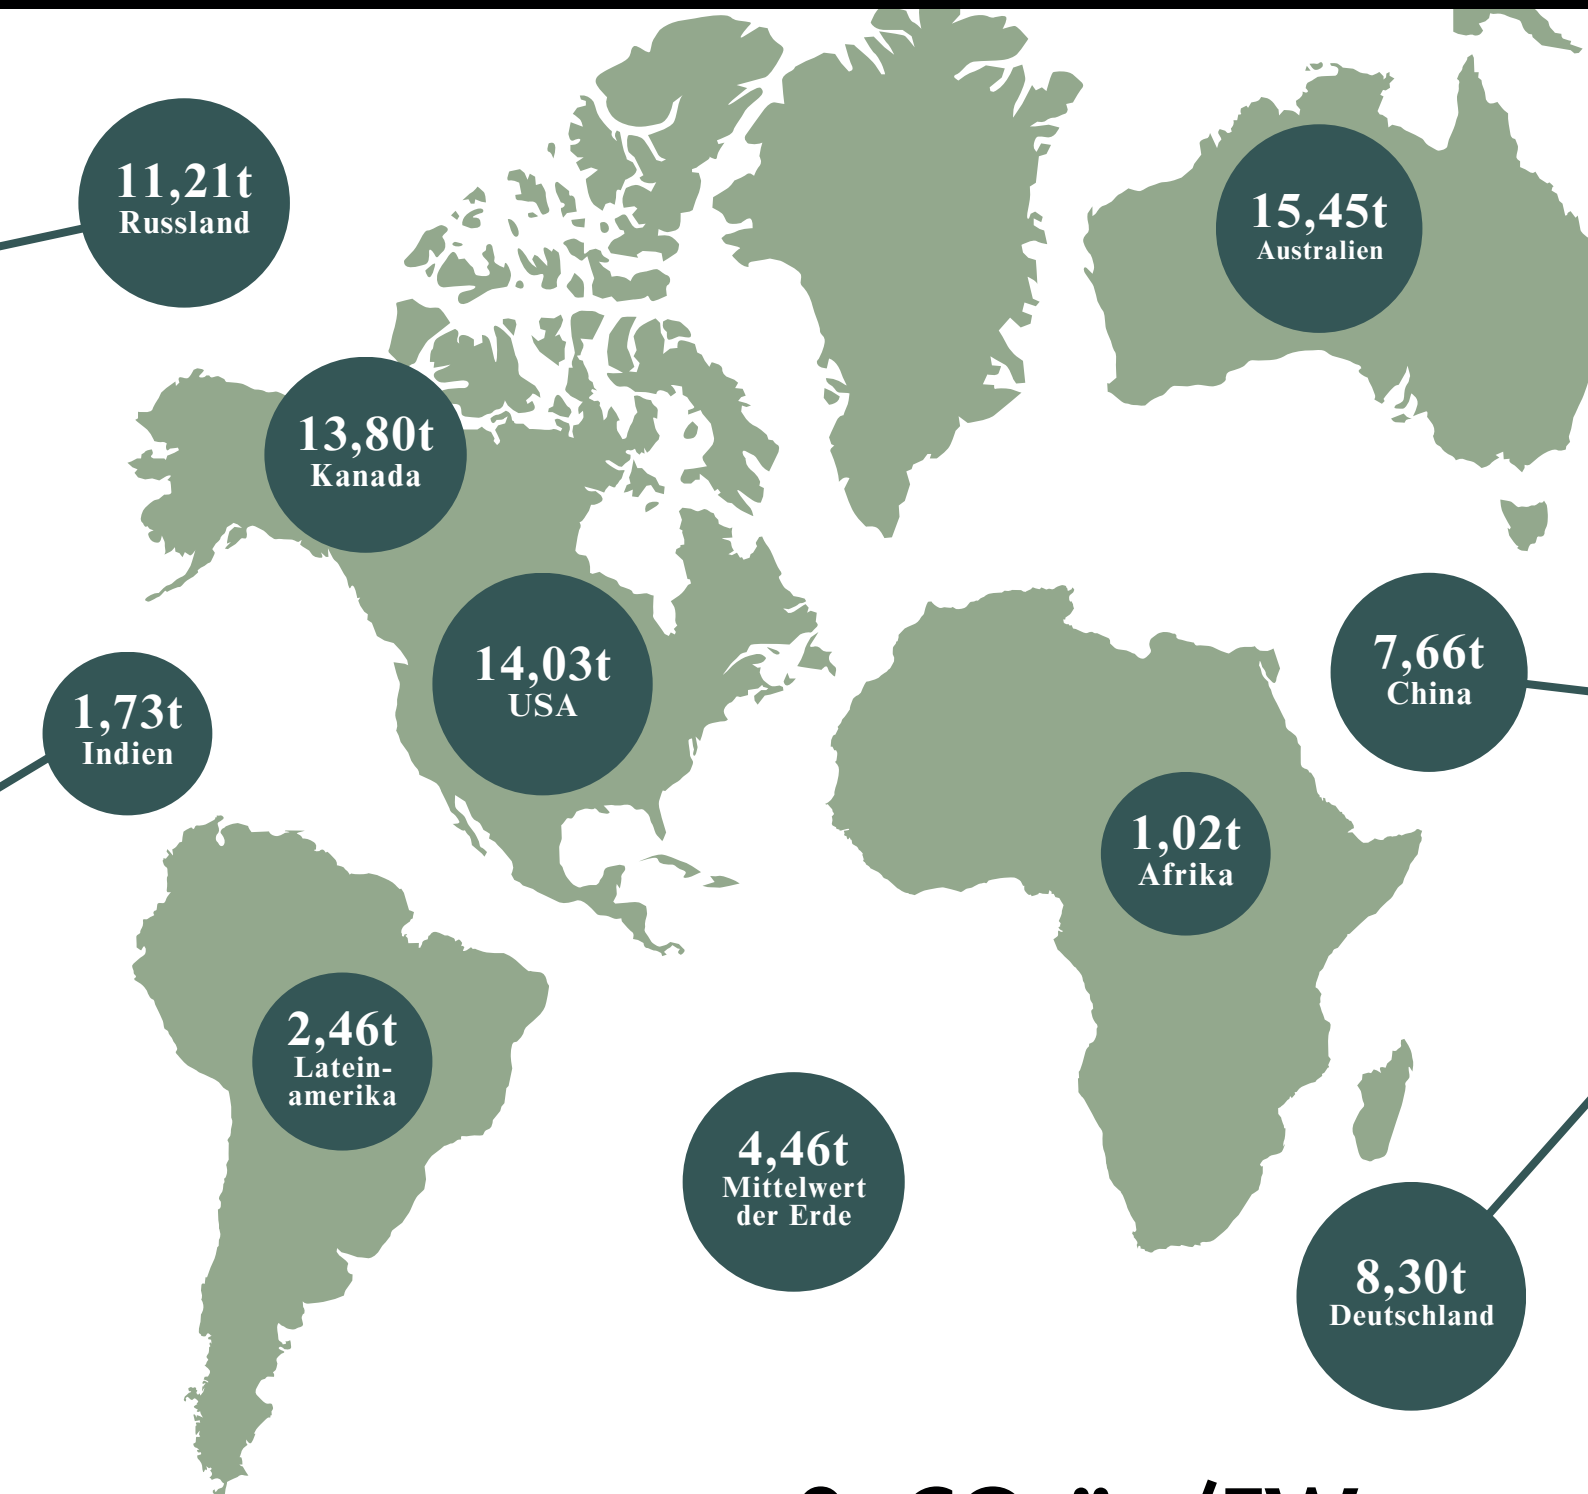 11,21t
Russland
15,45t
Australien
13,80t
Kanada
14,03t
USA
7,66t
China
1,73t
Indien
1,02t
Afrika
2,46t
Latein-
amerika
4,46t
Mittelwert
der Erde
8,30t
Deutschland